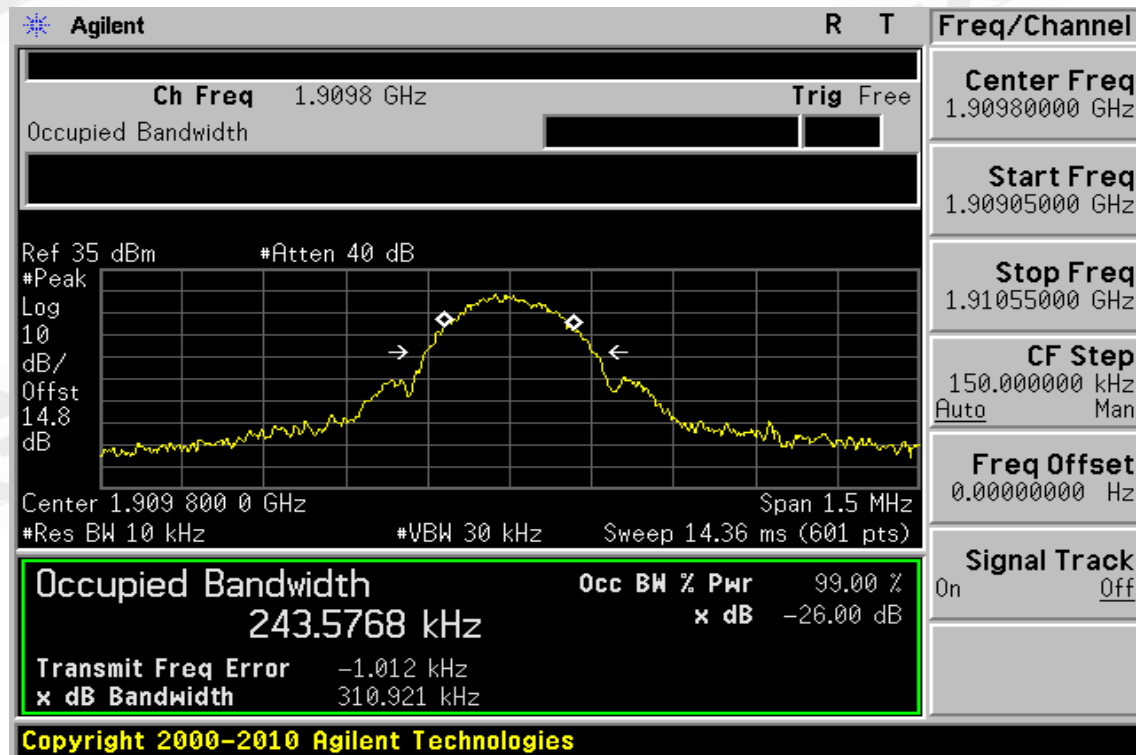 Agilent R T Freq/Channel
Ch Freq 1.9098 GHz Trig Free
Occupied Bandwidth
Center Freq
1.90980000 GHz
Start Freq
1.90905000 GHz
Stop Freq
1.91055000 GHz
CF Step
150.000000 kHz
Auto Man
Freq Offset
0.00000000 Hz
Signal Track
On Off
Ref 35 dBm #Atten 40 dB
#Peak
Log
10
dB/
Offst
14.8
dB
Center 1.909 800 0 GHz Span 1.5 MHz
#Res BW 10 kHz #VBW 30 kHz Sweep 14.36 ms (601 pts)
Occupied Bandwidth Occ BW % Pwr 99.00 %
243.5768 kHz x dB -26.00 dB
Transmit Freq Error -1.012 kHz
x dB Bandwidth 310.921 kHz
Copyright 2000-2010 Agilent Technologies